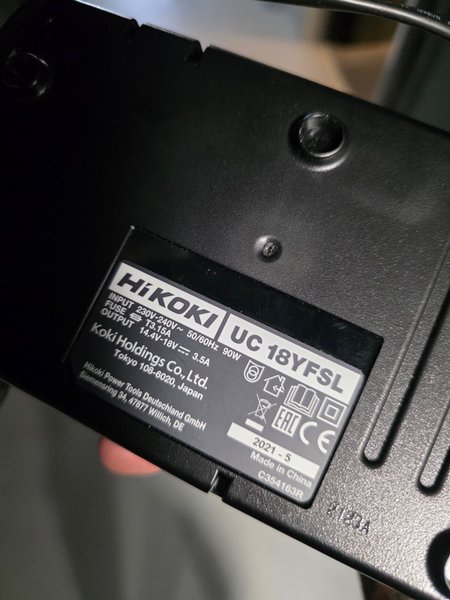 HiKOKI
UC 18YFSL
INPUT 230V-240V~ 50/60Hz 90W
FUSE T3.15A
OUTPUT 14.4V-18V⎓ 3.5A
Koki Holdings Co., Ltd.
Tokyo 108-6020, Japan
Hikoki Power Tools Deutschland GmbH
Siemensring 34, 47877 Willich, DE
EAC CE
2021 - 5
Made in China
C354163R